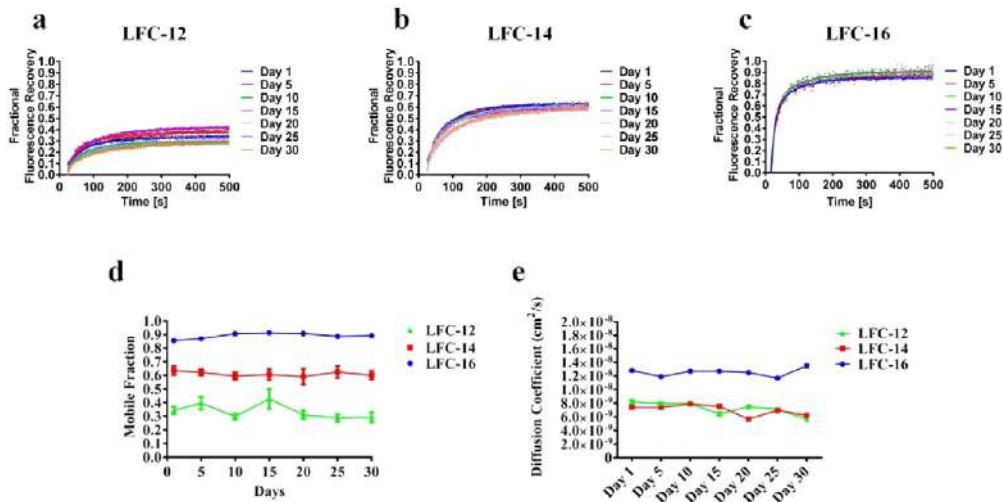 a
LFC-12
Fractional
Fluorescence Recovery
1.0
0.9
0.8
0.7
0.6
0.5
0.4
0.3
0.2
0.1
0.0
0 100 200 300 400 500
Time [s]
Day 1
Day 5
Day 10
Day 15
Day 20
Day 25
Day 30
b
LFC-14
Fractional
Fluorescence Recovery
1.0
0.9
0.8
0.7
0.6
0.5
0.4
0.3
0.2
0.1
0.0
0 100 200 300 400 500
Time [s]
Day 1
Day 5
Day 10
Day 15
Day 20
Day 25
Day 30
c
LFC-16
Fractional
Fluorescence Recovery
1.0
0.9
0.8
0.7
0.6
0.5
0.4
0.3
0.2
0.1
0.0
0 100 200 300 400 500
Time [s]
Day 1
Day 5
Day 10
Day 15
Day 20
Day 25
Day 30
d
Mobile Fraction
1.0
0.9
0.8
0.7
0.6
0.5
0.4
0.3
0.2
0.1
0.0
0 5 10 15 20 25 30
Days
LFC-12
LFC-14
LFC-16
e
Diffusion Coefficient (cm²/s)
2.0×10⁻⁸
1.8×10⁻⁸
1.6×10⁻⁸
1.4×10⁻⁸
1.2×10⁻⁸
1.0×10⁻⁸
8.0×10⁻⁹
6.0×10⁻⁹
4.0×10⁻⁹
0
Day 1 Day 5 Day 10 Day 15 Day 20 Day 25 Day 30
LFC-12
LFC-14
LFC-16